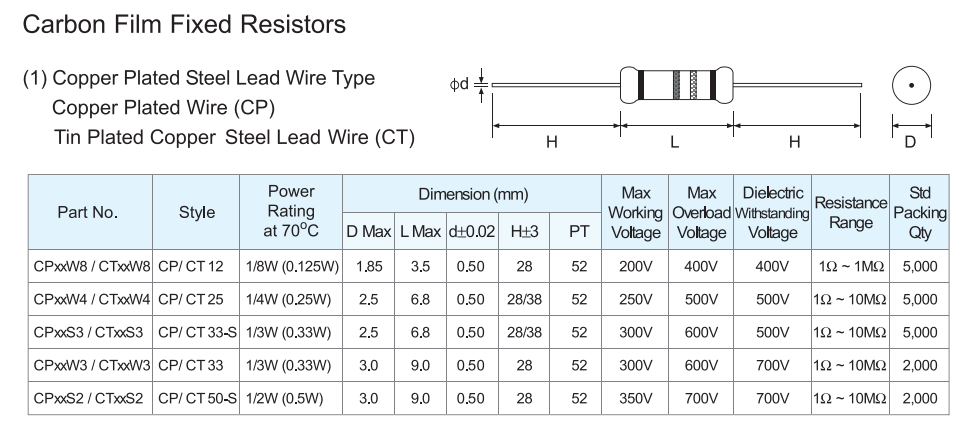 Carbon Film Fixed Resistors
(1) Copper Plated Steel Lead Wire Type
Copper Plated Wire (CP)
Tin Plated Copper Steel Lead Wire (CT)
ϕd
H L H D
Part No. Style Power Rating at 70°C Dimension (mm) Max Working Voltage Max Overload Voltage Dielectric Withstanding Voltage Resistance Range Std Packing Qty
D Max L Max d±0.02 H±3 PT
CPxxW8 / CTxxW8 CP/ CT 12 1/8W (0.125W) 1.85 3.5 0.50 28 52 200V 400V 400V 1Ω ~ 1MΩ 5,000
CPxxW4 / CTxxW4 CP/ CT 25 1/4W (0.25W) 2.5 6.8 0.50 28/38 52 250V 500V 500V 1Ω ~ 10MΩ 5,000
CPxxS3 / CTxxS3 CP/ CT 33-S 1/3W (0.33W) 2.5 6.8 0.50 28/38 52 300V 600V 500V 1Ω ~ 10MΩ 5,000
CPxxW3 / CTxxW3 CP/ CT 33 1/3W (0.33W) 3.0 9.0 0.50 28 52 300V 600V 700V 1Ω ~ 10MΩ 2,000
CPxxS2 / CTxxS2 CP/ CT 50-S 1/2W (0.5W) 3.0 9.0 0.50 28 52 350V 700V 700V 1Ω ~ 10MΩ 2,000